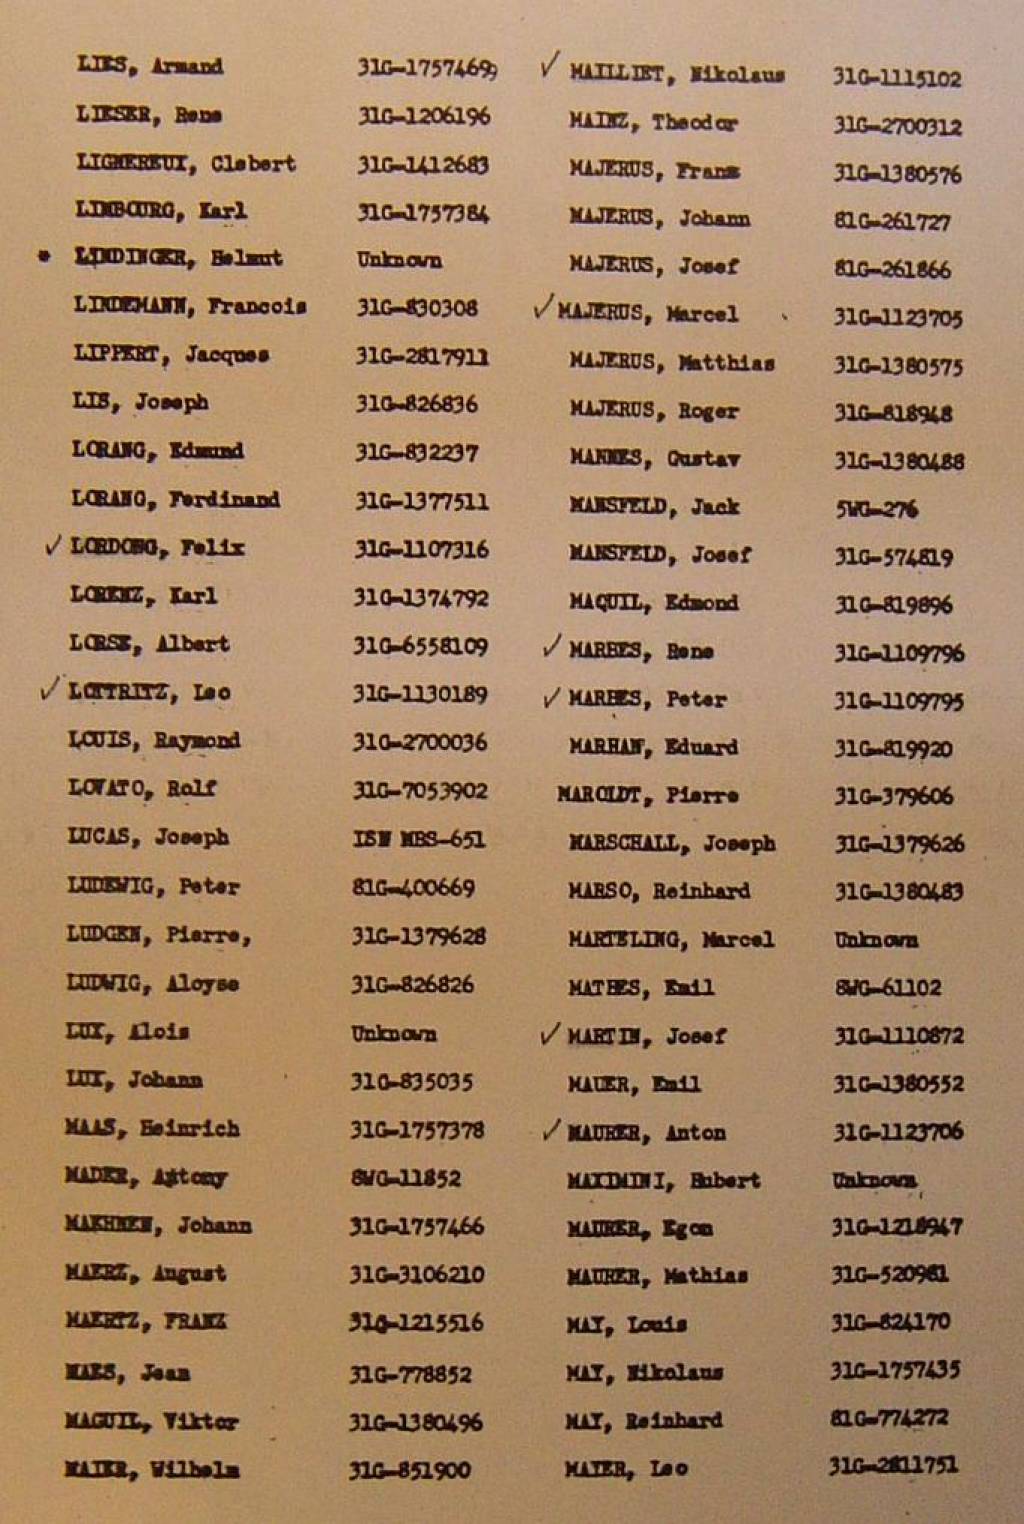 LIES, Armand 31G-1757469
LIESER, Rene 31G-1206196
LIGHEREUX, Clebert 31G-1412683
LIMBOURG, Karl 31G-1757384
* LINDINGER, Helmut Unknown
LINDEMANN, Francois 31G-830308
LIPPERT, Jacques 31G-2817911
LIS, Joseph 31G-826836
LORANG, Edmund 31G-832237
LORANG, Ferdinand 31G-1377511
✓ LORDONG, Felix 31G-1107316
LORENZ, Karl 31G-1374792
LORSE, Albert 31G-6558109
✓ LOTTRITZ, Leo 31G-1130189
LOUIS, Raymond 31G-2700036
LOVATO, Rolf 31G-7053902
LUCAS, Joseph ISN MBS-651
LUDEWIG, Peter 81G-400669
LUDGEN, Pierre, 31G-1379628
LUDWIG, Aloyse 31G-826826
LUX, Alois Unknown
LUX, Johann 31G-835035
MAAS, Heinrich 31G-1757378
MADER, Antony 8WG-11852
MAEHNEN, Johann 31G-1757466
MAERZ, August 31G-3106210
MAERTZ, FRANZ 31G-1215516
MAES, Jean 31G-778852
MAGUIL, Viktor 31G-1380496
MAIER, Wilhelm 31G-851900
✓ MAILLIET, Nikolaus 31G-1115102
MAINZ, Theodor 31G-2700312
MAJERUS, Franz 31G-1380576
MAJERUS, Johann 81G-261727
MAJERUS, Josef 81G-261866
✓ MAJERUS, Marcel 31G-1123705
MAJERUS, Matthias 31G-1380575
MAJERUS, Roger 31G-818948
MANNES, Gustav 31G-1380488
MANSFELD, Jack 5WG-276
MANSFELD, Josef 31G-574819
MAQUIL, Edmond 31G-819896
✓ MARBES, Rene 31G-1109796
✓ MARBES, Peter 31G-1109795
MARHAN, Eduard 31G-819920
MAROLDT, Pierre 31G-379606
MARSCHALL, Joseph 31G-1379626
MARSO, Reinhard 31G-1380483
MARTELING, Marcel Unknown
MATHES, Emil 8WG-61102
✓ MARTIN, Josef 31G-1110872
MAUER, Emil 31G-1380552
✓ MAURER, Anton 31G-1123706
MAXIMINI, Hubert Unknown
MAURER, Egon 31G-1218947
MAURER, Mathias 31G-520981
MAY, Louis 31G-824170
MAY, Nikolaus 31G-1757435
MAY, Reinhard 81G-774272
MAYER, Leo 31G-2811751